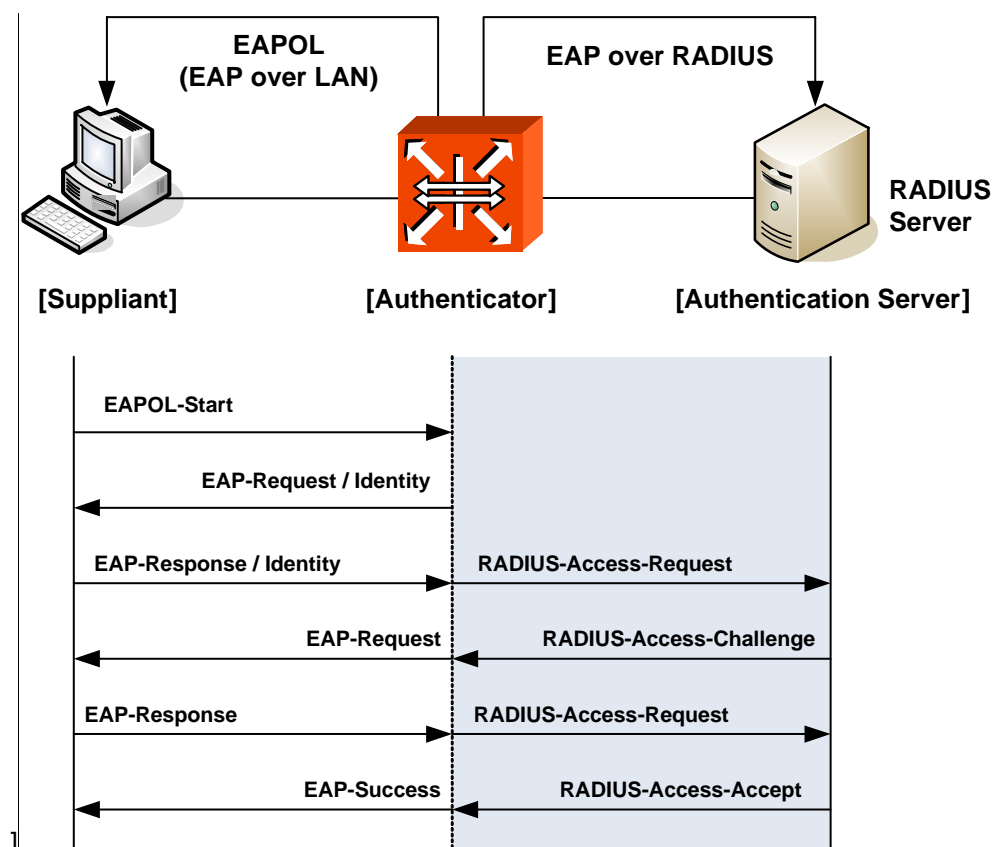 EAPOL
(EAP over LAN)
EAP over RADIUS
RADIUS
Server
[Suppliant]
[Authenticator]
[Authentication Server]
EAPOL-Start
EAP-Request / Identity
EAP-Response / Identity
RADIUS-Access-Request
EAP-Request
RADIUS-Access-Challenge
EAP-Response
RADIUS-Access-Request
EAP-Success
RADIUS-Access-Accept